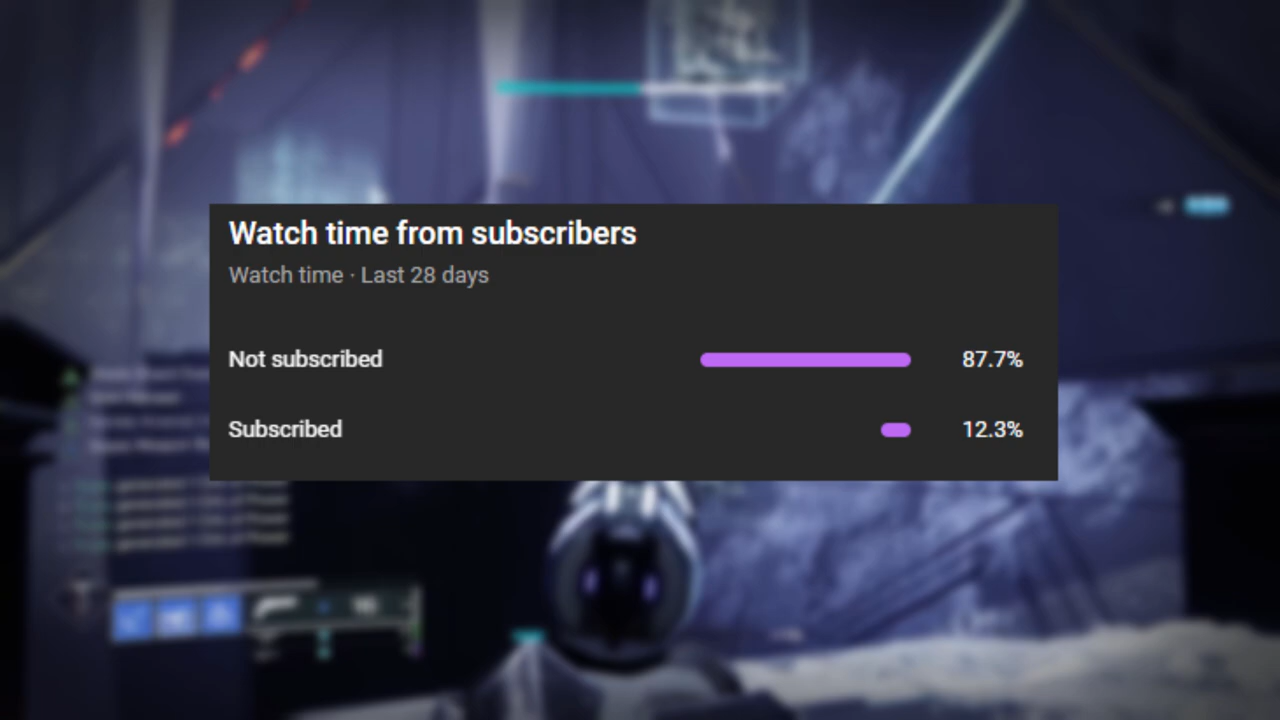 Watch time from subscribers
Watch time · Last 28 days
Not subscribed 87.7%
Subscribed 12.3%